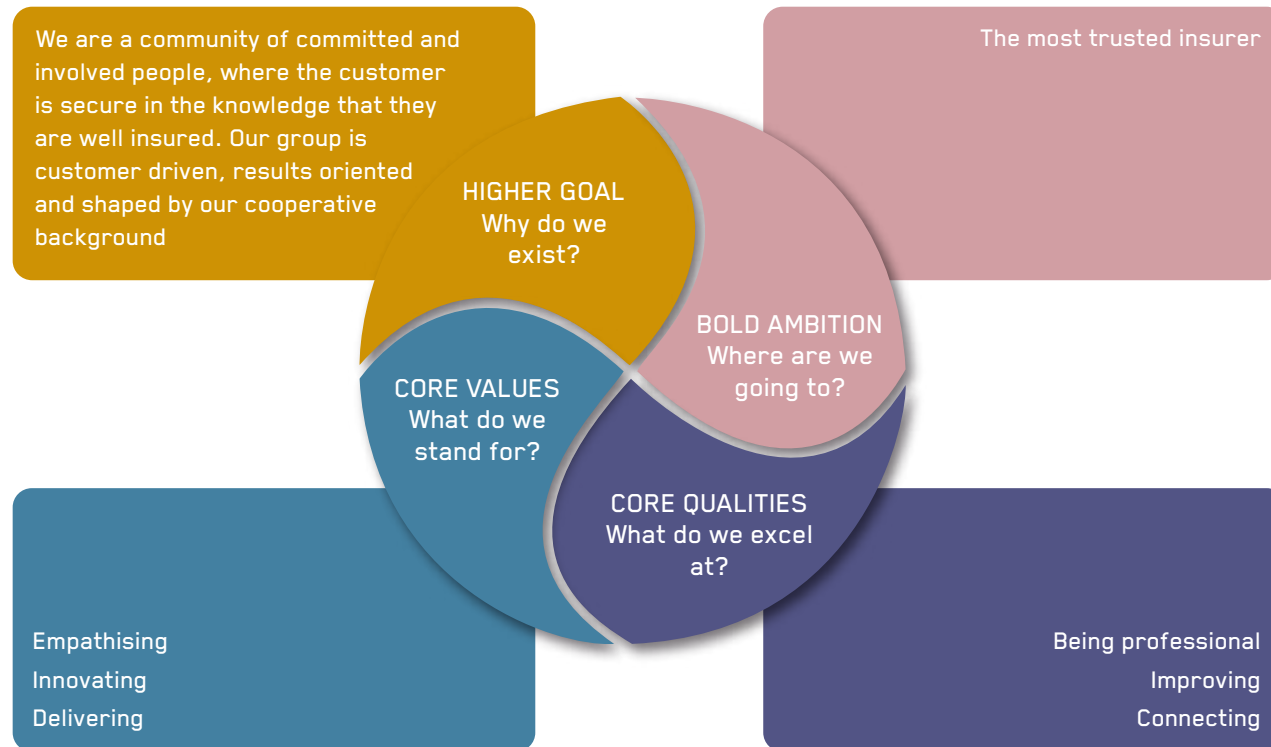 We are a community of committed and
involved people, where the customer
is secure in the knowledge that they
are well insured. Our group is
customer driven, results oriented
and shaped by our cooperative
background
The most trusted insurer
HIGHER GOAL
Why do we
exist?
BOLD AMBITION
Where are we
going to?
CORE VALUES
What do we
stand for?
CORE QUALITIES
What do we excel
at?
Empathising
Innovating
Delivering
Being professional
Improving
Connecting